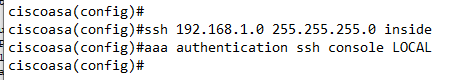 ciscoasa(config)#
ciscoasa(config)#ssh 192.168.1.0 255.255.255.0 inside
ciscoasa(config)#aaa authentication ssh console LOCAL
ciscoasa(config)#